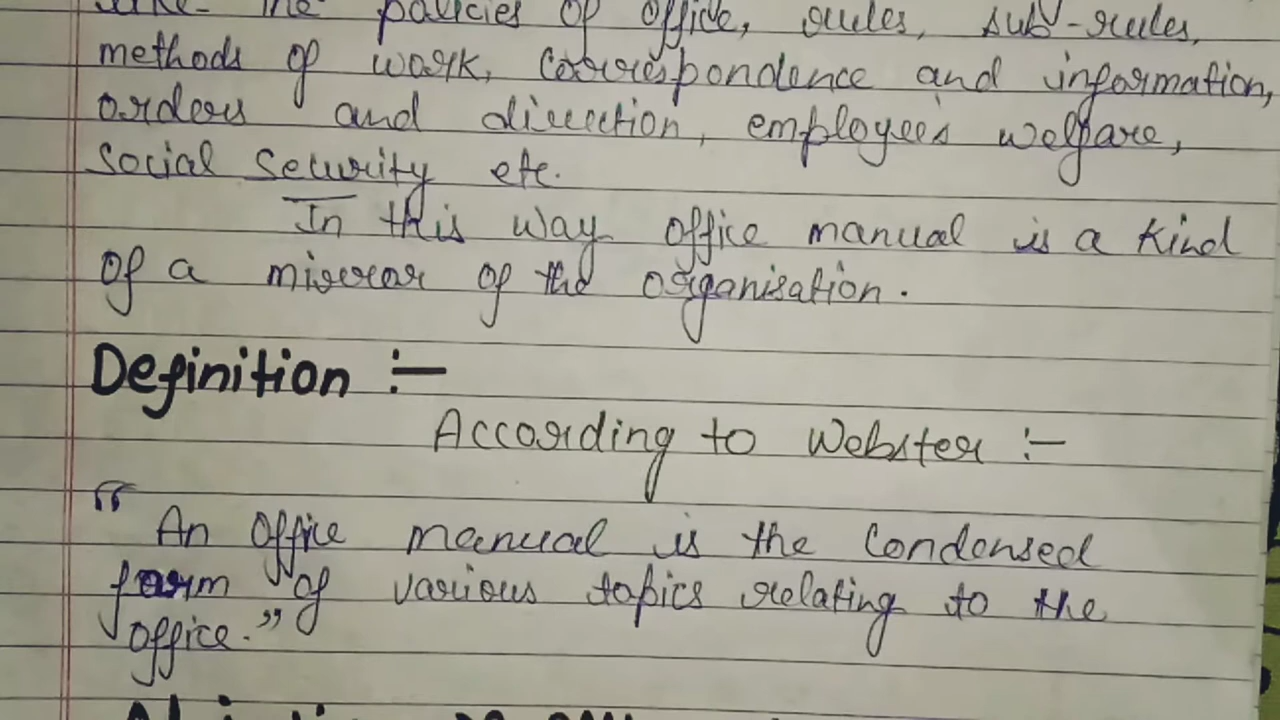 like the policies of office, rules, sub-rules,
methods of work, correspondence and information,
orders and direction, employees welfare,
Social Security etc.
In this way office manual is a kind
of a mirror of the organisation.
Definition :-
According to Webster :-
" An office manual is the Condensed
form of various topics relating to the
office."